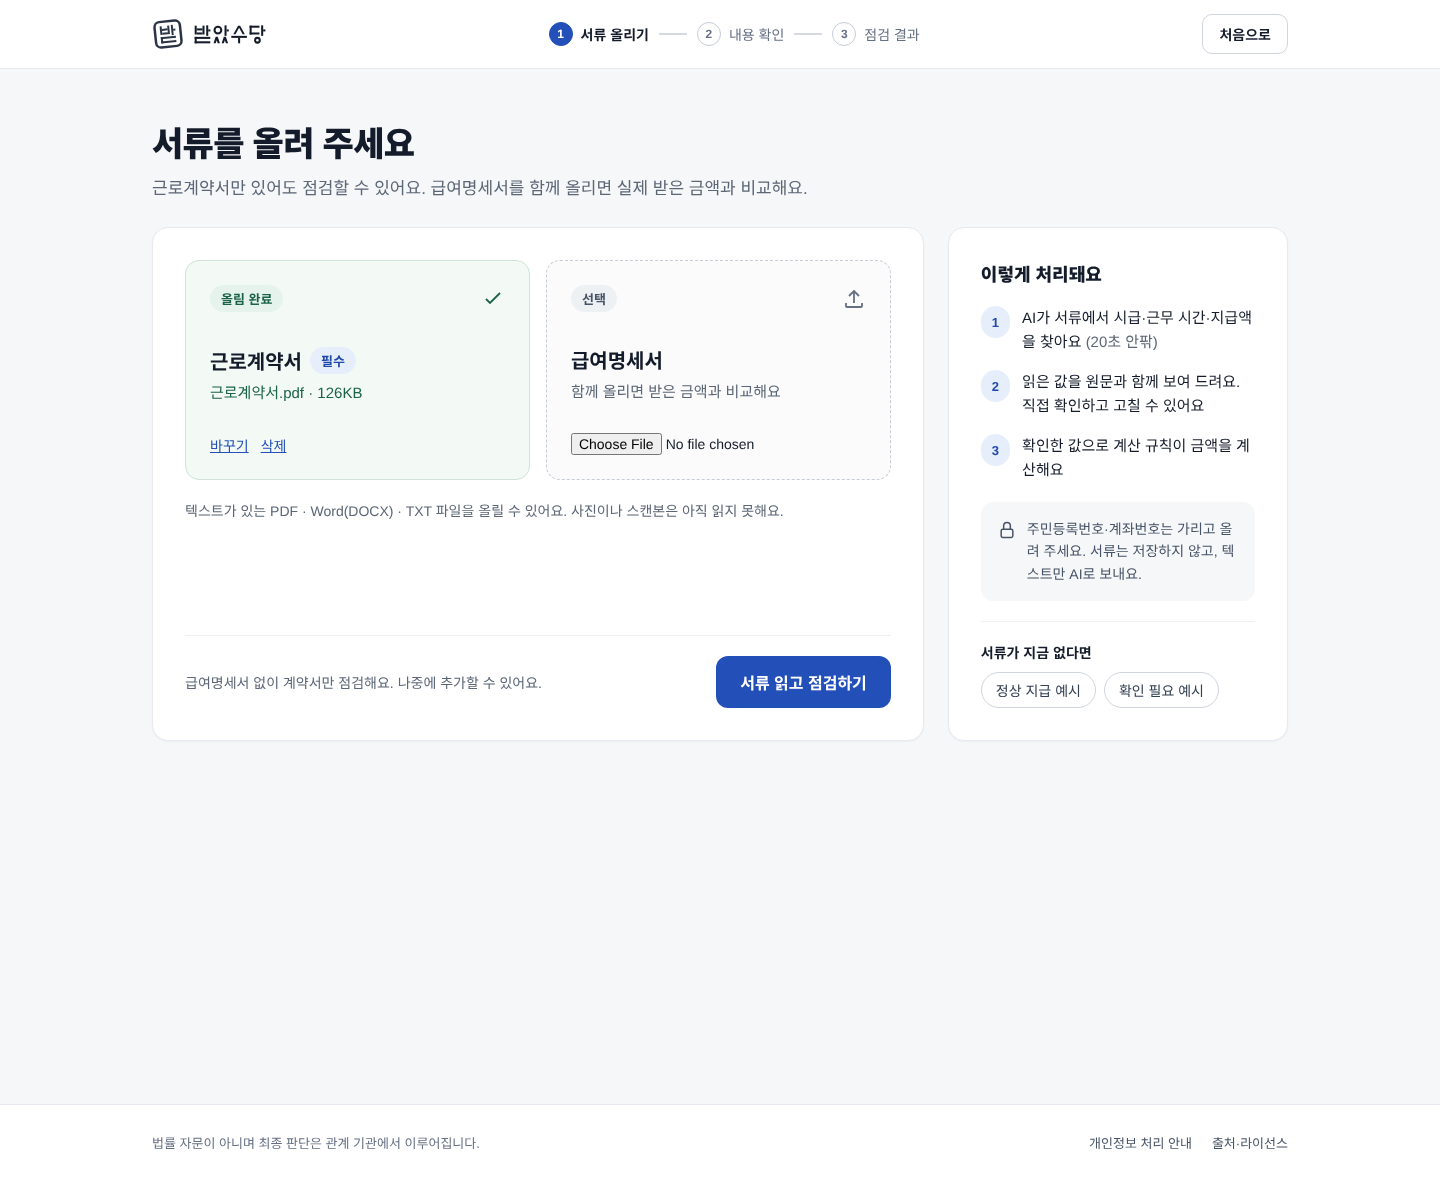 받 받았수당
1 서류 올리기
2 내용 확인
3 점검 결과
처음으로
서류를 올려 주세요
근로계약서만 있어도 점검할 수 있어요. 급여명세서를 함께 올리면 실제 받은 금액과 비교해요.
올림 완료
근로계약서 필수
근로계약서.pdf · 126KB
바꾸기 삭제
선택
급여명세서
함께 올리면 받은 금액과 비교해요
Choose File No file chosen
텍스트가 있는 PDF · Word(DOCX) · TXT 파일을 올릴 수 있어요. 사진이나 스캔본은 아직 읽지 못해요.
급여명세서 없이 계약서만 점검해요. 나중에 추가할 수 있어요.
서류 읽고 점검하기
이렇게 처리돼요
1 AI가 서류에서 시급·근무 시간·지급액
을 찾아요 (20초 안팎)
2 읽은 값을 원문과 함께 보여 드려요.
직접 확인하고 고칠 수 있어요
3 확인한 값으로 계산 규칙이 금액을 계
산해요
주민등록번호·계좌번호는 가리고 올
려 주세요. 서류는 저장하지 않고, 텍
스트만 AI로 보내요.
서류가 지금 없다면
정상 지급 예시
확인 필요 예시
법률 자문이 아니며 최종 판단은 관계 기관에서 이루어집니다.
개인정보 처리 안내
출처·라이선스